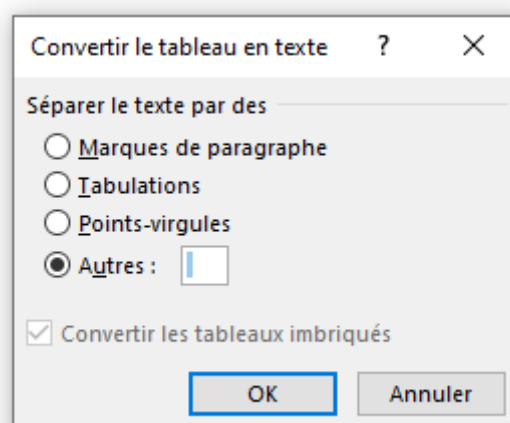 Convertir le tableau en texte ? ×
Séparer le texte par des
Marques de paragraphe
Tabulations
Points-virgules
Autres :
Convertir les tableaux imbriqués
OK Annuler